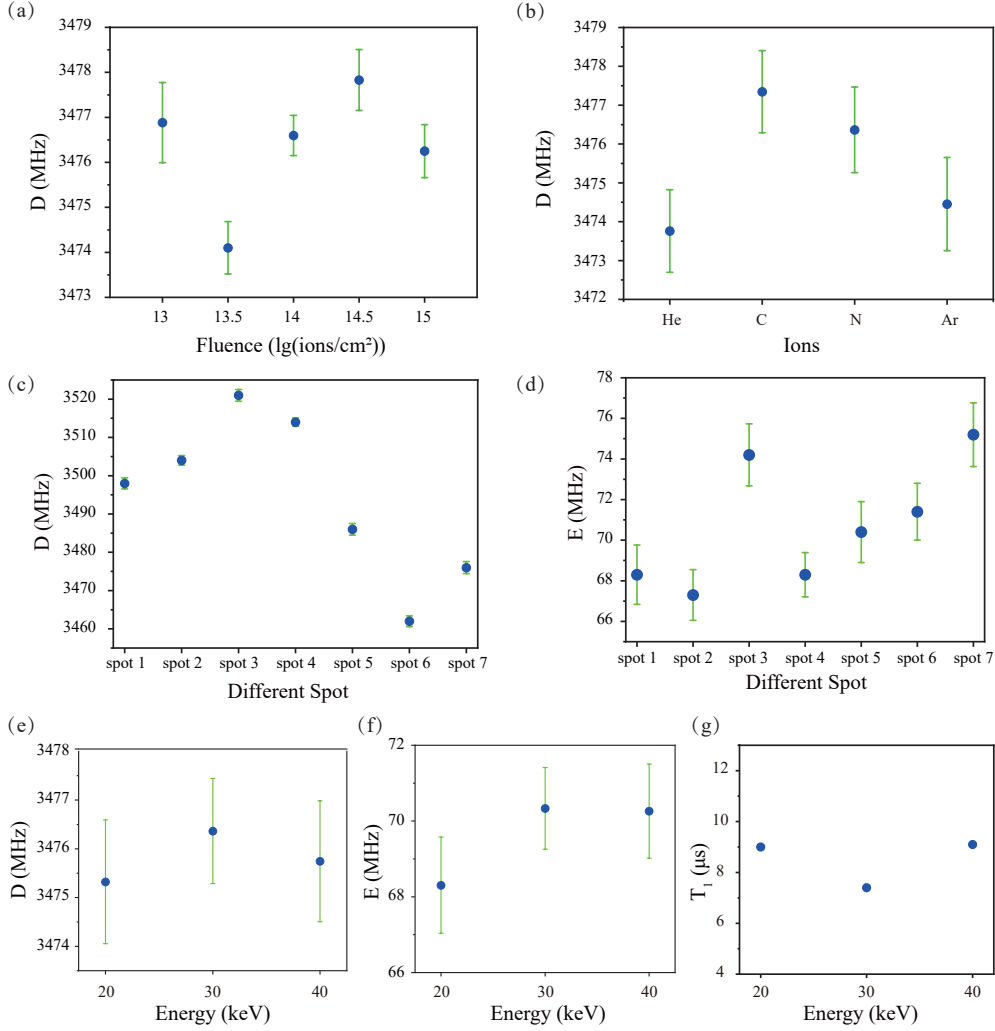 (a)
3479
3478
3477
3476
3475
3474
3473
D (MHz)
13
13.5
14
14.5
15
Fluence (lg(ions/cm²))
(b)
3479
3478
3477
3476
3475
3474
3473
3472
D (MHz)
He
C
N
Ar
Ions
(c)
3520
3510
3500
3490
3480
3470
3460
D (MHz)
spot 1
spot 2
spot 3
spot 4
spot 5
spot 6
spot 7
Different Spot
(d)
78
76
74
72
70
68
66
E (MHz)
spot 1
spot 2
spot 3
spot 4
spot 5
spot 6
spot 7
Different Spot
(e)
3478
3477
3476
3475
3474
D (MHz)
20
30
40
Energy (keV)
(f)
72
70
68
66
E (MHz)
20
30
40
Energy (keV)
(g)
12
10
8
6
4
T₁ (μs)
20
30
40
Energy (keV)